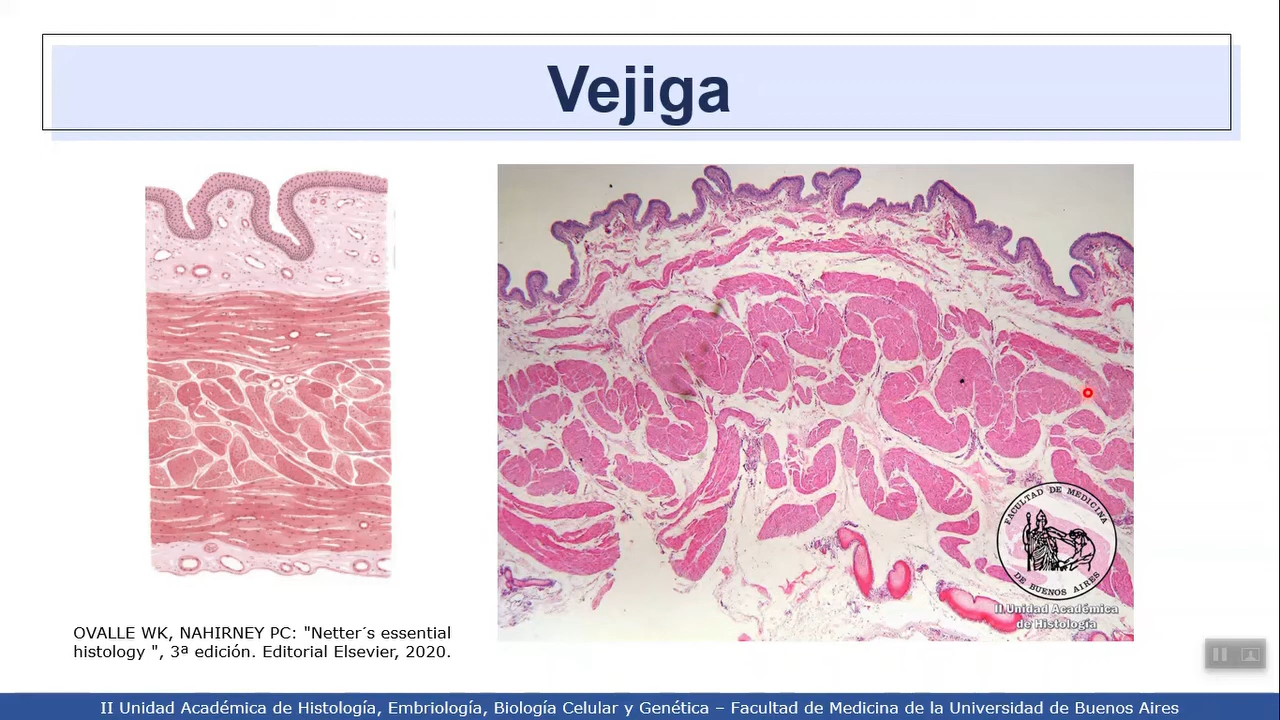 Vejiga
OVALLE WK, NAHIRNEY PC: "Netter´s essential
histology ", 3ª edición. Editorial Elsevier, 2020.
FACULTAD DE MEDICINA
DE BUENOS AIRES
II Unidad Académica
de Histología
II Unidad Académica de Histología, Embriología, Biología Celular y Genética – Facultad de Medicina de la Universidad de Buenos Aires